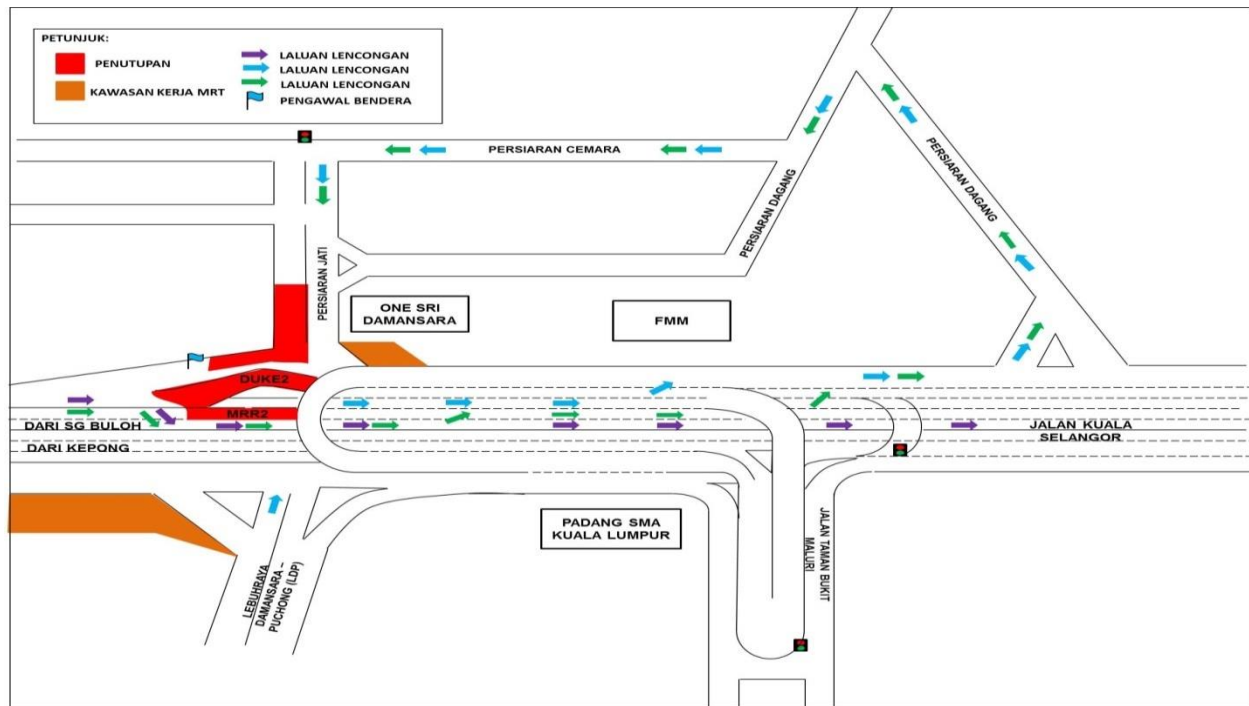 PETUNJUK:
PENUTUPAN
KAWASAN KERJA MRT
LALUAN LENCONGAN
LALUAN LENCONGAN
LALUAN LENCONGAN
PENGAWAL BENDERA
PERSIARAN CEMARA
PERSIARAN DAGANG
PERSIARAN DAGANG
PERSIARAN JATI
ONE SRI
DAMANSARA
FMM
DUKE2
MRR2
DARI SG BULOH
DARI KEPONG
JALAN KUALA
SELANGOR
PADANG SMA
KUALA LUMPUR
JALAN TAMAN BUKIT
MALURI
LEBUHRAYA
DAMANSARA –
PUCHONG (LDP)